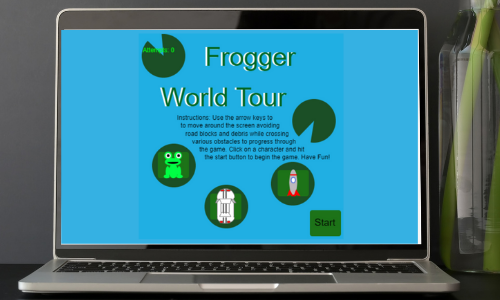 Attempts: 0
Frogger
World Tour
Instructions: Use the arrow keys to
to move around the screen avoiding
road blocks and debris while crossing
various obstacles to progress through
the game. Click on a character and hit
the start button to begin the game. Have Fun!
Start